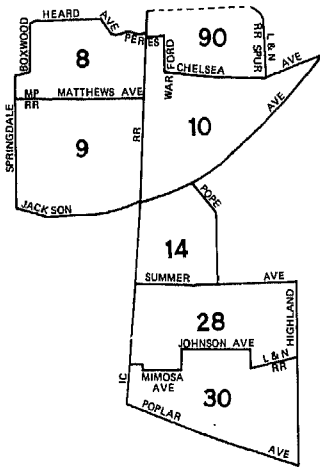 HEARD AVE
PERES
BOXWOOD
8
WARFORD
90
L & N
RR SPUR
CHELSEA AVE
MP
RR
MATTHEWS AVE
SPRINGDALE
9
RR
10
AVE
JACKSON
POPE
14
SUMMER AVE
28
HIGHLAND
JOHNSON AVE
L & N
RR
IC
MIMOSA
AVE
30
POPLAR AVE